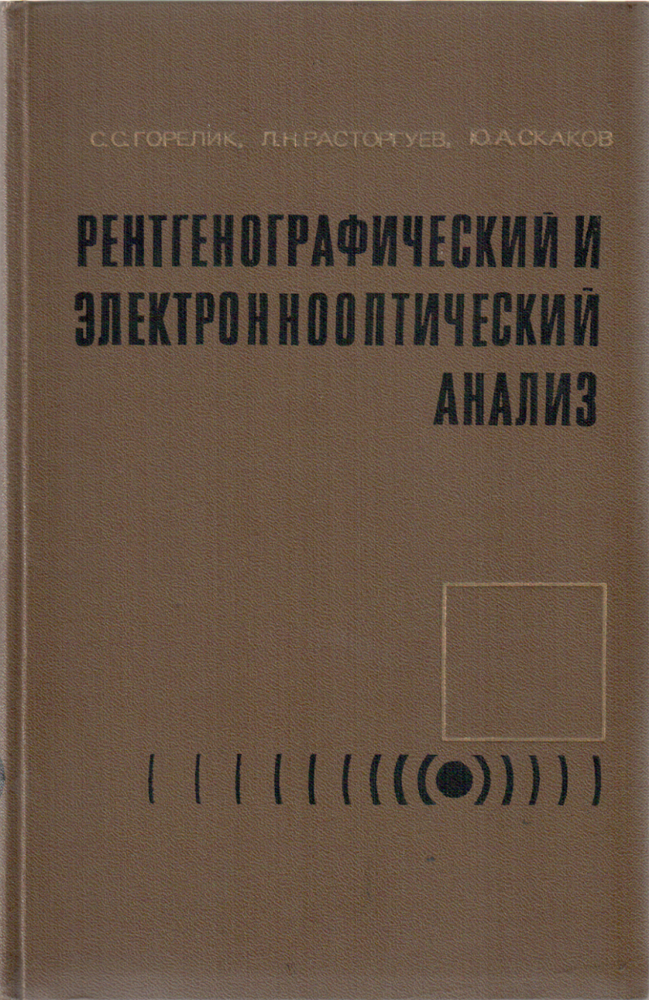 С.С.ГОРЕЛИК, Л.Н.РАСТОРГУЕВ, Ю.А.СКАКОВ
РЕНТГЕНОГРАФИЧЕСКИЙ И
ЭЛЕКТРОННООПТИЧЕСКИЙ
АНАЛИЗ